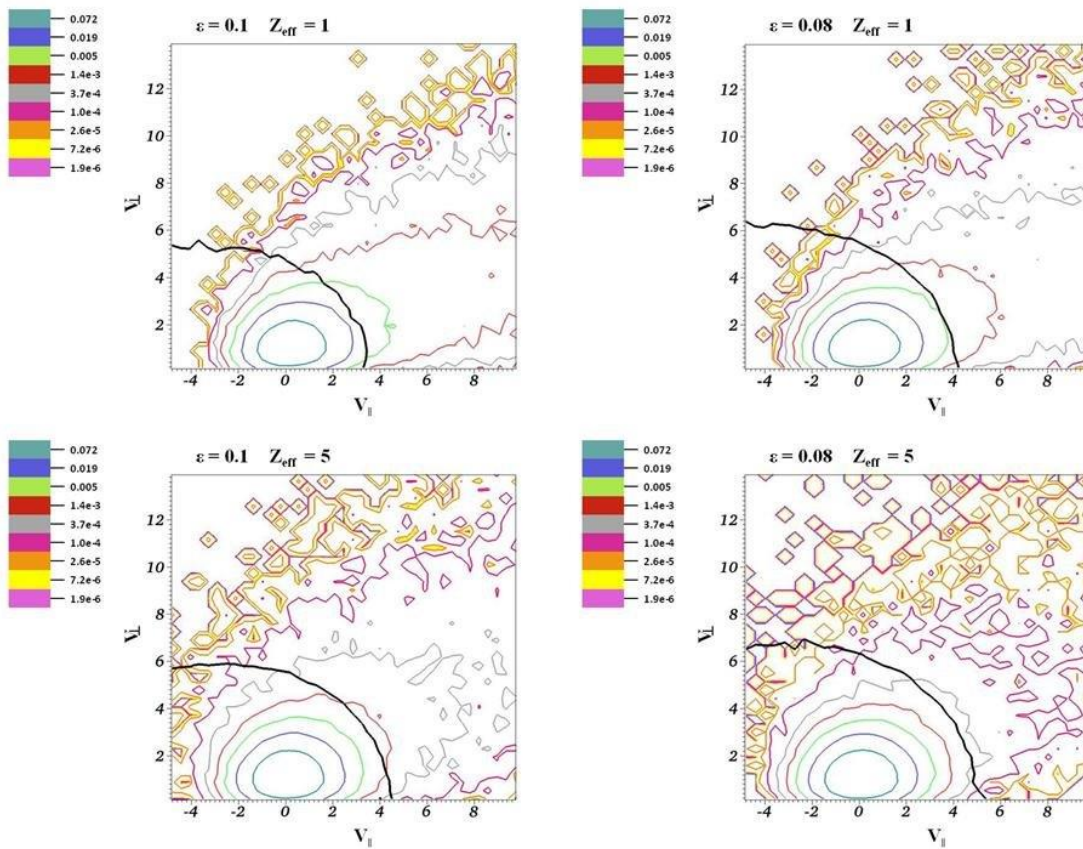 ε = 0.1 Z_eff = 1
0.072
0.019
0.005
1.4e-3
3.7e-4
1.0e-4
2.6e-5
7.2e-6
1.9e-6
12
10
8
6
4
2
V⊥
-4 -2 0 2 4 6 8
V∥
ε = 0.08 Z_eff = 1
0.072
0.019
0.005
1.4e-3
3.7e-4
1.0e-4
2.6e-5
7.2e-6
1.9e-6
12
10
8
6
4
2
V⊥
-4 -2 0 2 4 6 8
V∥
ε = 0.1 Z_eff = 5
0.072
0.019
0.005
1.4e-3
3.7e-4
1.0e-4
2.6e-5
7.2e-6
1.9e-6
12
10
8
6
4
2
V⊥
-4 -2 0 2 4 6 8
V∥
ε = 0.08 Z_eff = 5
0.072
0.019
0.005
1.4e-3
3.7e-4
1.0e-4
2.6e-5
7.2e-6
1.9e-6
12
10
8
6
4
2
V⊥
-4 -2 0 2 4 6 8
V∥